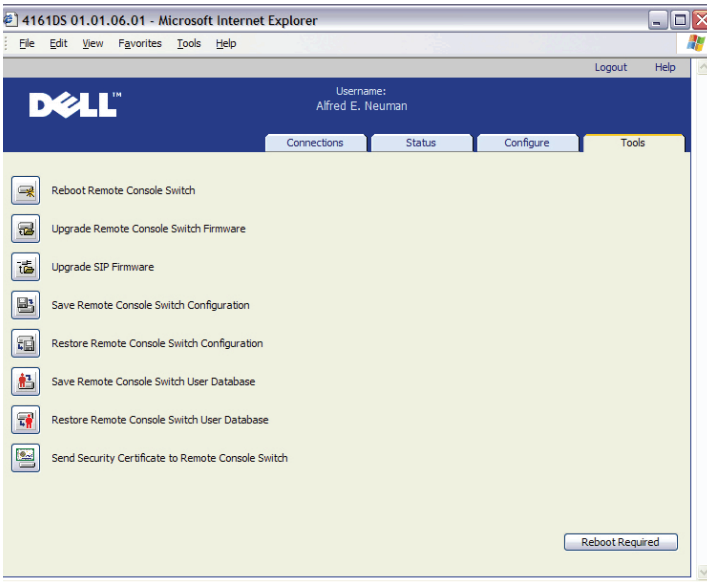 4161DS 01.01.06.01 - Microsoft Internet Explorer
File Edit View Favorites Tools Help
Logout Help
DELL™
Username:
Alfred E. Neuman
Connections Status Configure Tools
Reboot Remote Console Switch
Upgrade Remote Console Switch Firmware
Upgrade SIP Firmware
Save Remote Console Switch Configuration
Restore Remote Console Switch Configuration
Save Remote Console Switch User Database
Restore Remote Console Switch User Database
Send Security Certificate to Remote Console Switch
Reboot Required